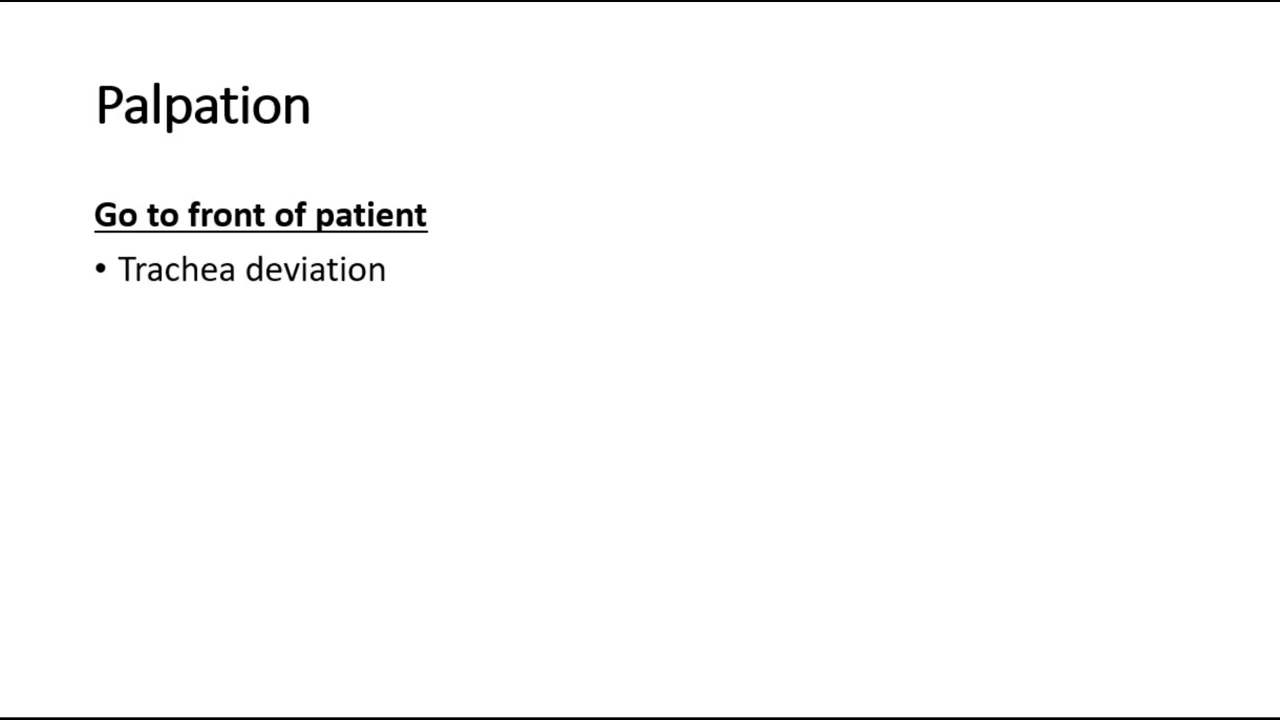 Palpation
Go to front of patient
• Trachea deviation